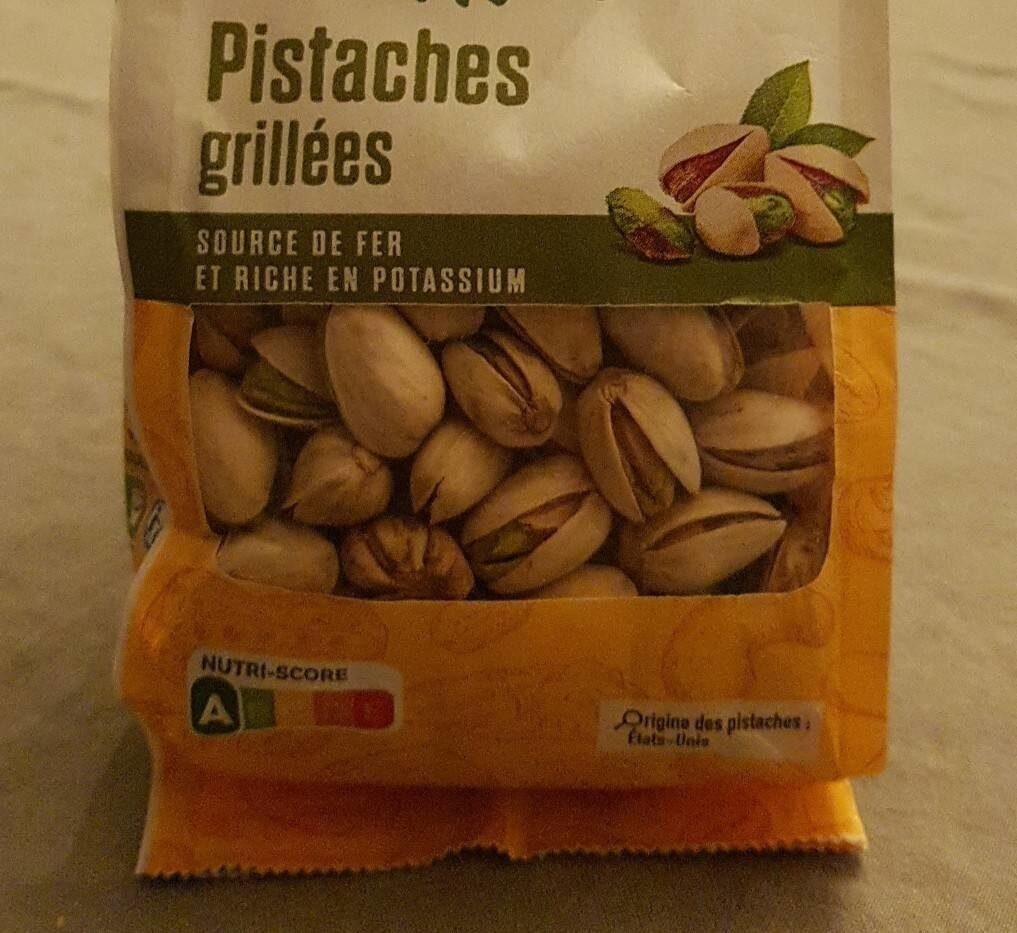 Pistaches
grillées
SOURCE DE FER
ET RICHE EN POTASSIUM
NUTRI-SCORE
A
Origine des pistaches :
États-Unis